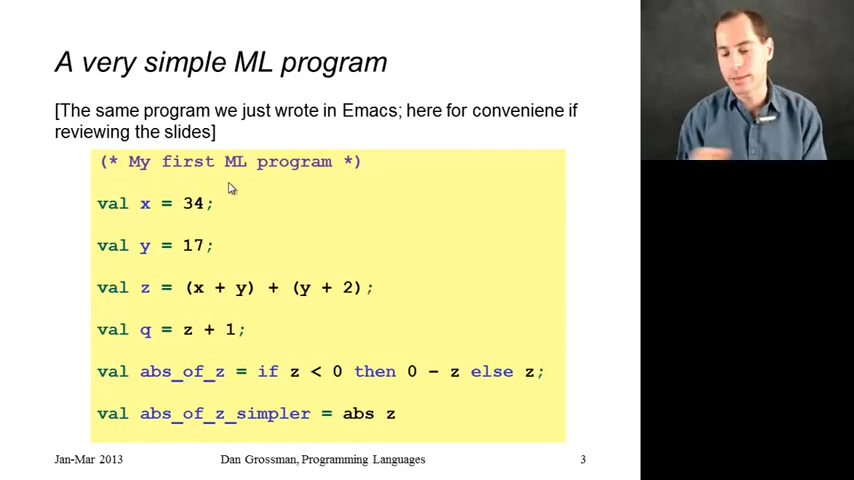 A very simple ML program
[The same program we just wrote in Emacs; here for conveniene if
reviewing the slides]
(* My first ML program *)
val x = 34;
val y = 17;
val z = (x + y) + (y + 2);
val q = z + 1;
val abs_of_z = if z < 0 then 0 - z else z;
val abs_of_z_simpler = abs z
Jan-Mar 2013 Dan Grossman, Programming Languages 3